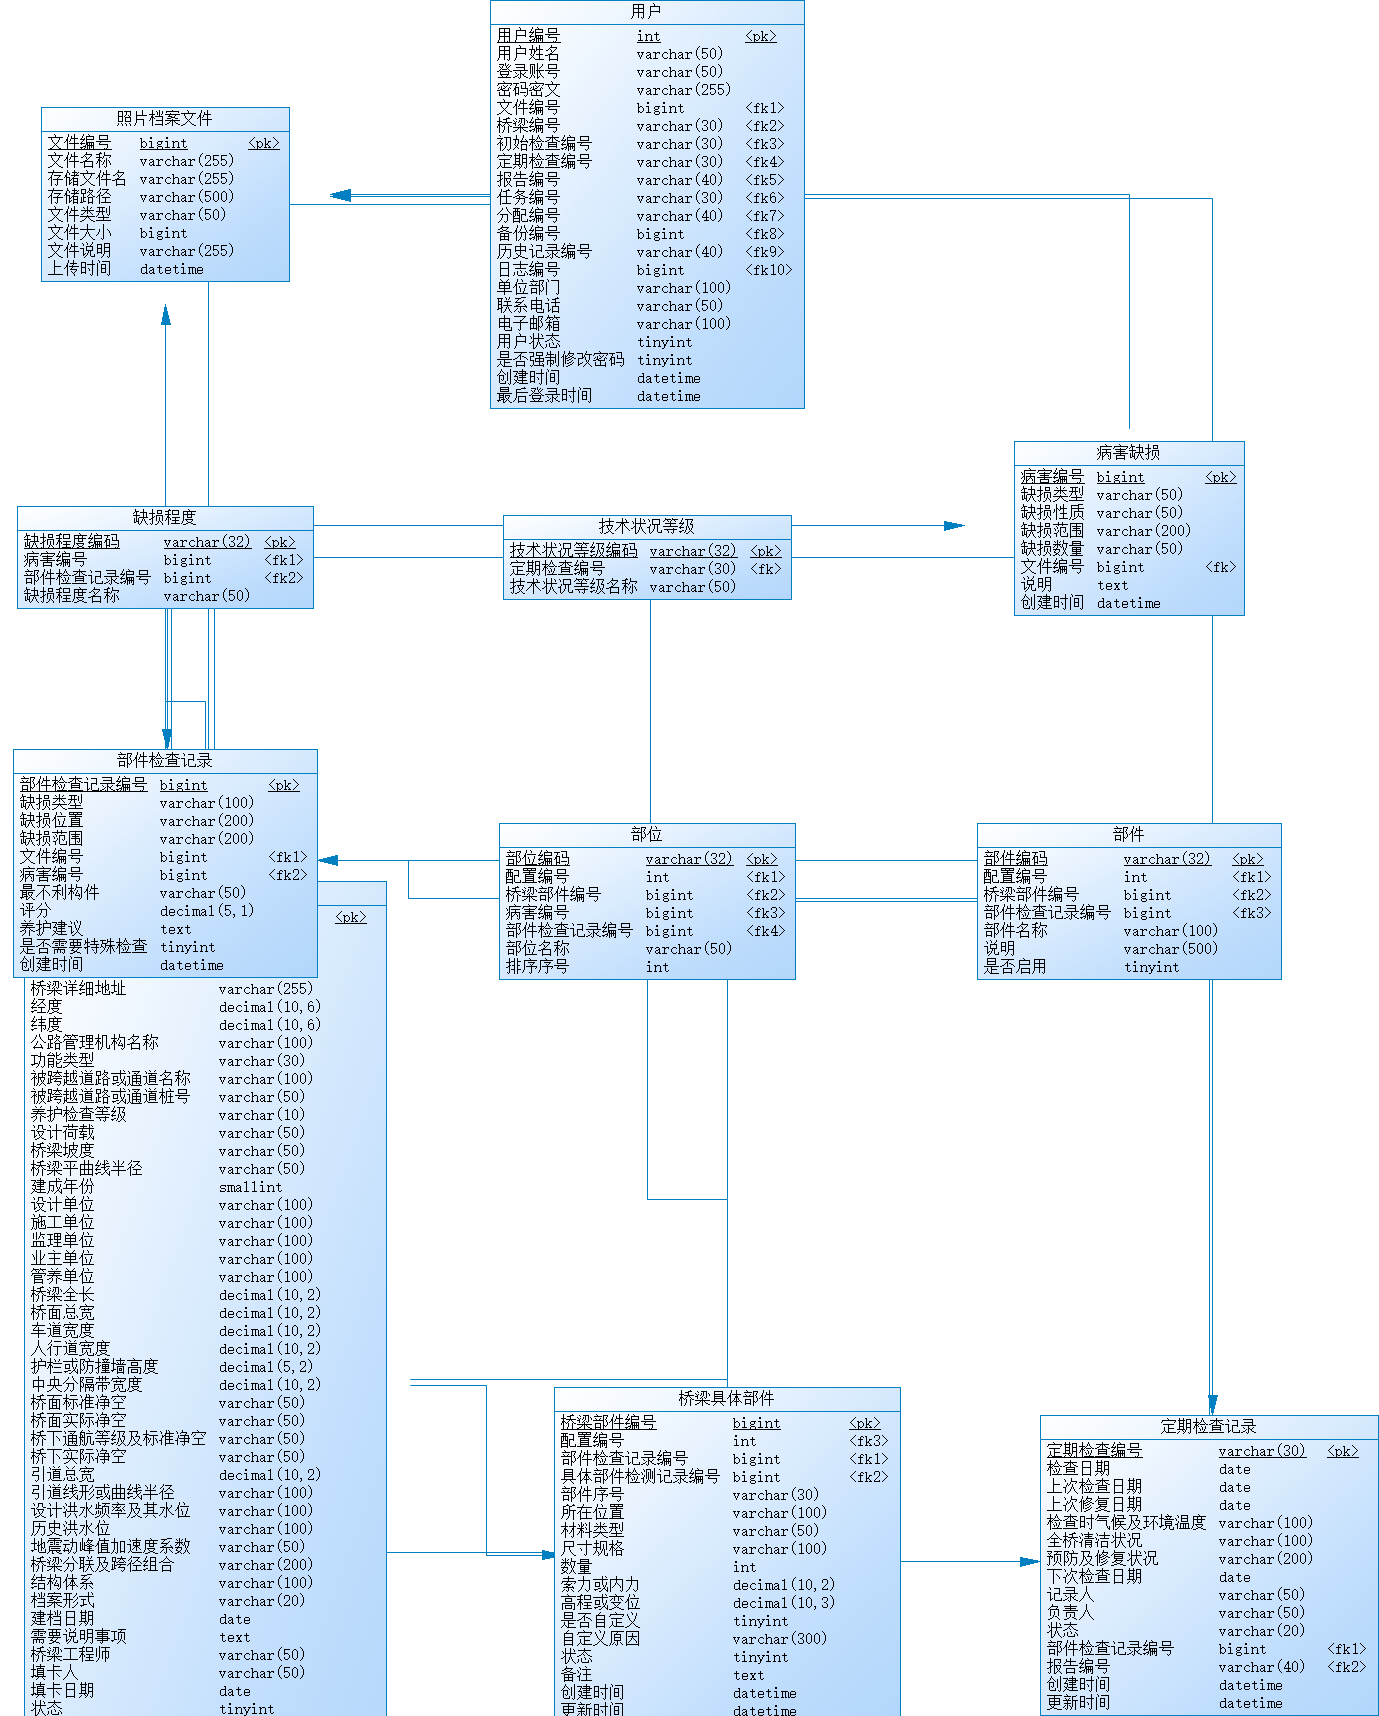 用户
用户编号 int <pk>
用户姓名 varchar(50)
登录账号 varchar(50)
密码密文 varchar(255)
文件编号 bigint <fk1>
桥梁编号 varchar(30) <fk2>
初始检查编号 varchar(30) <fk3>
定期检查编号 varchar(30) <fk4>
报告编号 varchar(40) <fk5>
任务编号 varchar(30) <fk6>
分配编号 varchar(40) <fk7>
备份编号 bigint <fk8>
历史记录编号 varchar(40) <fk9>
日志编号 bigint <fk10>
单位部门 varchar(100)
联系电话 varchar(50)
电子邮箱 varchar(100)
用户状态 tinyint
是否强制修改密码 tinyint
创建时间 datetime
最后登录时间 datetime
照片档案文件
文件编号 bigint <pk>
文件名称 varchar(255)
存储文件名 varchar(255)
存储路径 varchar(500)
文件类型 varchar(50)
文件大小 bigint
文件说明 varchar(255)
上传时间 datetime
病害缺损
病害编号 bigint <pk>
缺损类型 varchar(50)
缺损性质 varchar(50)
缺损范围 varchar(200)
缺损数量 varchar(50)
文件编号 bigint <fk>
说明 text
创建时间 datetime
缺损程度
缺损程度编码 varchar(32) <pk>
病害编号 bigint <fk1>
部件检查记录编号 bigint <fk2>
缺损程度名称 varchar(50)
技术状况等级
技术状况等级编码 varchar(32) <pk>
定期检查编号 varchar(30) <fk>
技术状况等级名称 varchar(50)
部件检查记录
部件检查记录编号 bigint <pk>
缺损类型 varchar(100)
缺损位置 varchar(200)
缺损范围 varchar(200)
文件编号 bigint <fk1>
病害编号 bigint <fk2>
最不利构件 varchar(50)
评分 decimal(5,1)
养护建议 text
是否需要特殊检查 tinyint
创建时间 datetime
部位
部位编码 varchar(32) <pk>
配置编号 int <fk1>
桥梁部件编号 bigint <fk2>
病害编号 bigint <fk3>
部件检查记录编号 bigint <fk4>
部位名称 varchar(50)
排序序号 int
部件
部件编码 varchar(32) <pk>
配置编号 int <fk1>
桥梁部件编号 bigint <fk2>
部件检查记录编号 bigint <fk3>
部件名称 varchar(100)
说明 varchar(500)
是否启用 tinyint
<pk>
桥梁详细地址 varchar(255)
经度 decimal(10,6)
纬度 decimal(10,6)
公路管理机构名称 varchar(100)
功能类型 varchar(30)
被跨越道路或通道名称 varchar(100)
被跨越道路或通道桩号 varchar(50)
养护检查等级 varchar(10)
设计荷载 varchar(50)
桥梁坡度 varchar(50)
桥梁平曲线半径 varchar(50)
建成年份 smallint
设计单位 varchar(100)
施工单位 varchar(100)
监理单位 varchar(100)
业主单位 varchar(100)
管养单位 varchar(100)
桥梁全长 decimal(10,2)
桥面总宽 decimal(10,2)
车道宽度 decimal(10,2)
人行道宽度 decimal(10,2)
护栏或防撞墙高度 decimal(5,2)
中央分隔带宽度 decimal(10,2)
桥面标准净空 varchar(50)
桥面实际净空 varchar(50)
桥下通航等级及标准净空 varchar(50)
桥下实际净空 varchar(50)
引道总宽 decimal(10,2)
引道线形或曲线半径 varchar(100)
设计洪水频率及其水位 varchar(100)
历史洪水位 varchar(100)
地震动峰值加速度系数 varchar(50)
桥梁分联及跨径组合 varchar(200)
结构体系 varchar(100)
档案形式 varchar(20)
建档日期 date
需要说明事项 text
桥梁工程师 varchar(50)
填卡人 varchar(50)
填卡日期 date
状态 tinyint
桥梁具体部件
桥梁部件编号 bigint <pk>
配置编号 int <fk3>
部件检查记录编号 bigint <fk1>
具体部件检测记录编号 bigint <fk2>
部件序号 varchar(30)
所在位置 varchar(100)
材料类型 varchar(50)
尺寸规格 varchar(100)
数量 int
索力或内力 decimal(10,2)
高程或变位 decimal(10,3)
是否自定义 tinyint
自定义原因 varchar(300)
状态 tinyint
备注 text
创建时间 datetime
更新时间 datetime
定期检查记录
定期检查编号 varchar(30) <pk>
检查日期 date
上次检查日期 date
上次修复日期 date
检查时气候及环境温度 varchar(100)
全桥清洁状况 varchar(100)
预防及修复状况 varchar(200)
下次检查日期 date
记录人 varchar(50)
负责人 varchar(50)
状态 varchar(20)
部件检查记录编号 bigint <fk1>
报告编号 varchar(40) <fk2>
创建时间 datetime
更新时间 datetime